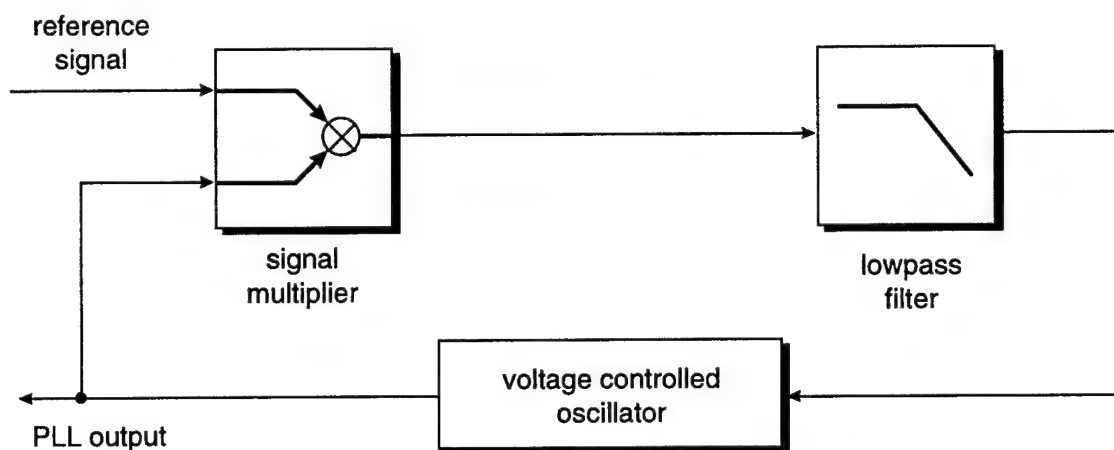 reference
signal
signal
multiplier
lowpass
filter
voltage controlled
oscillator
PLL output